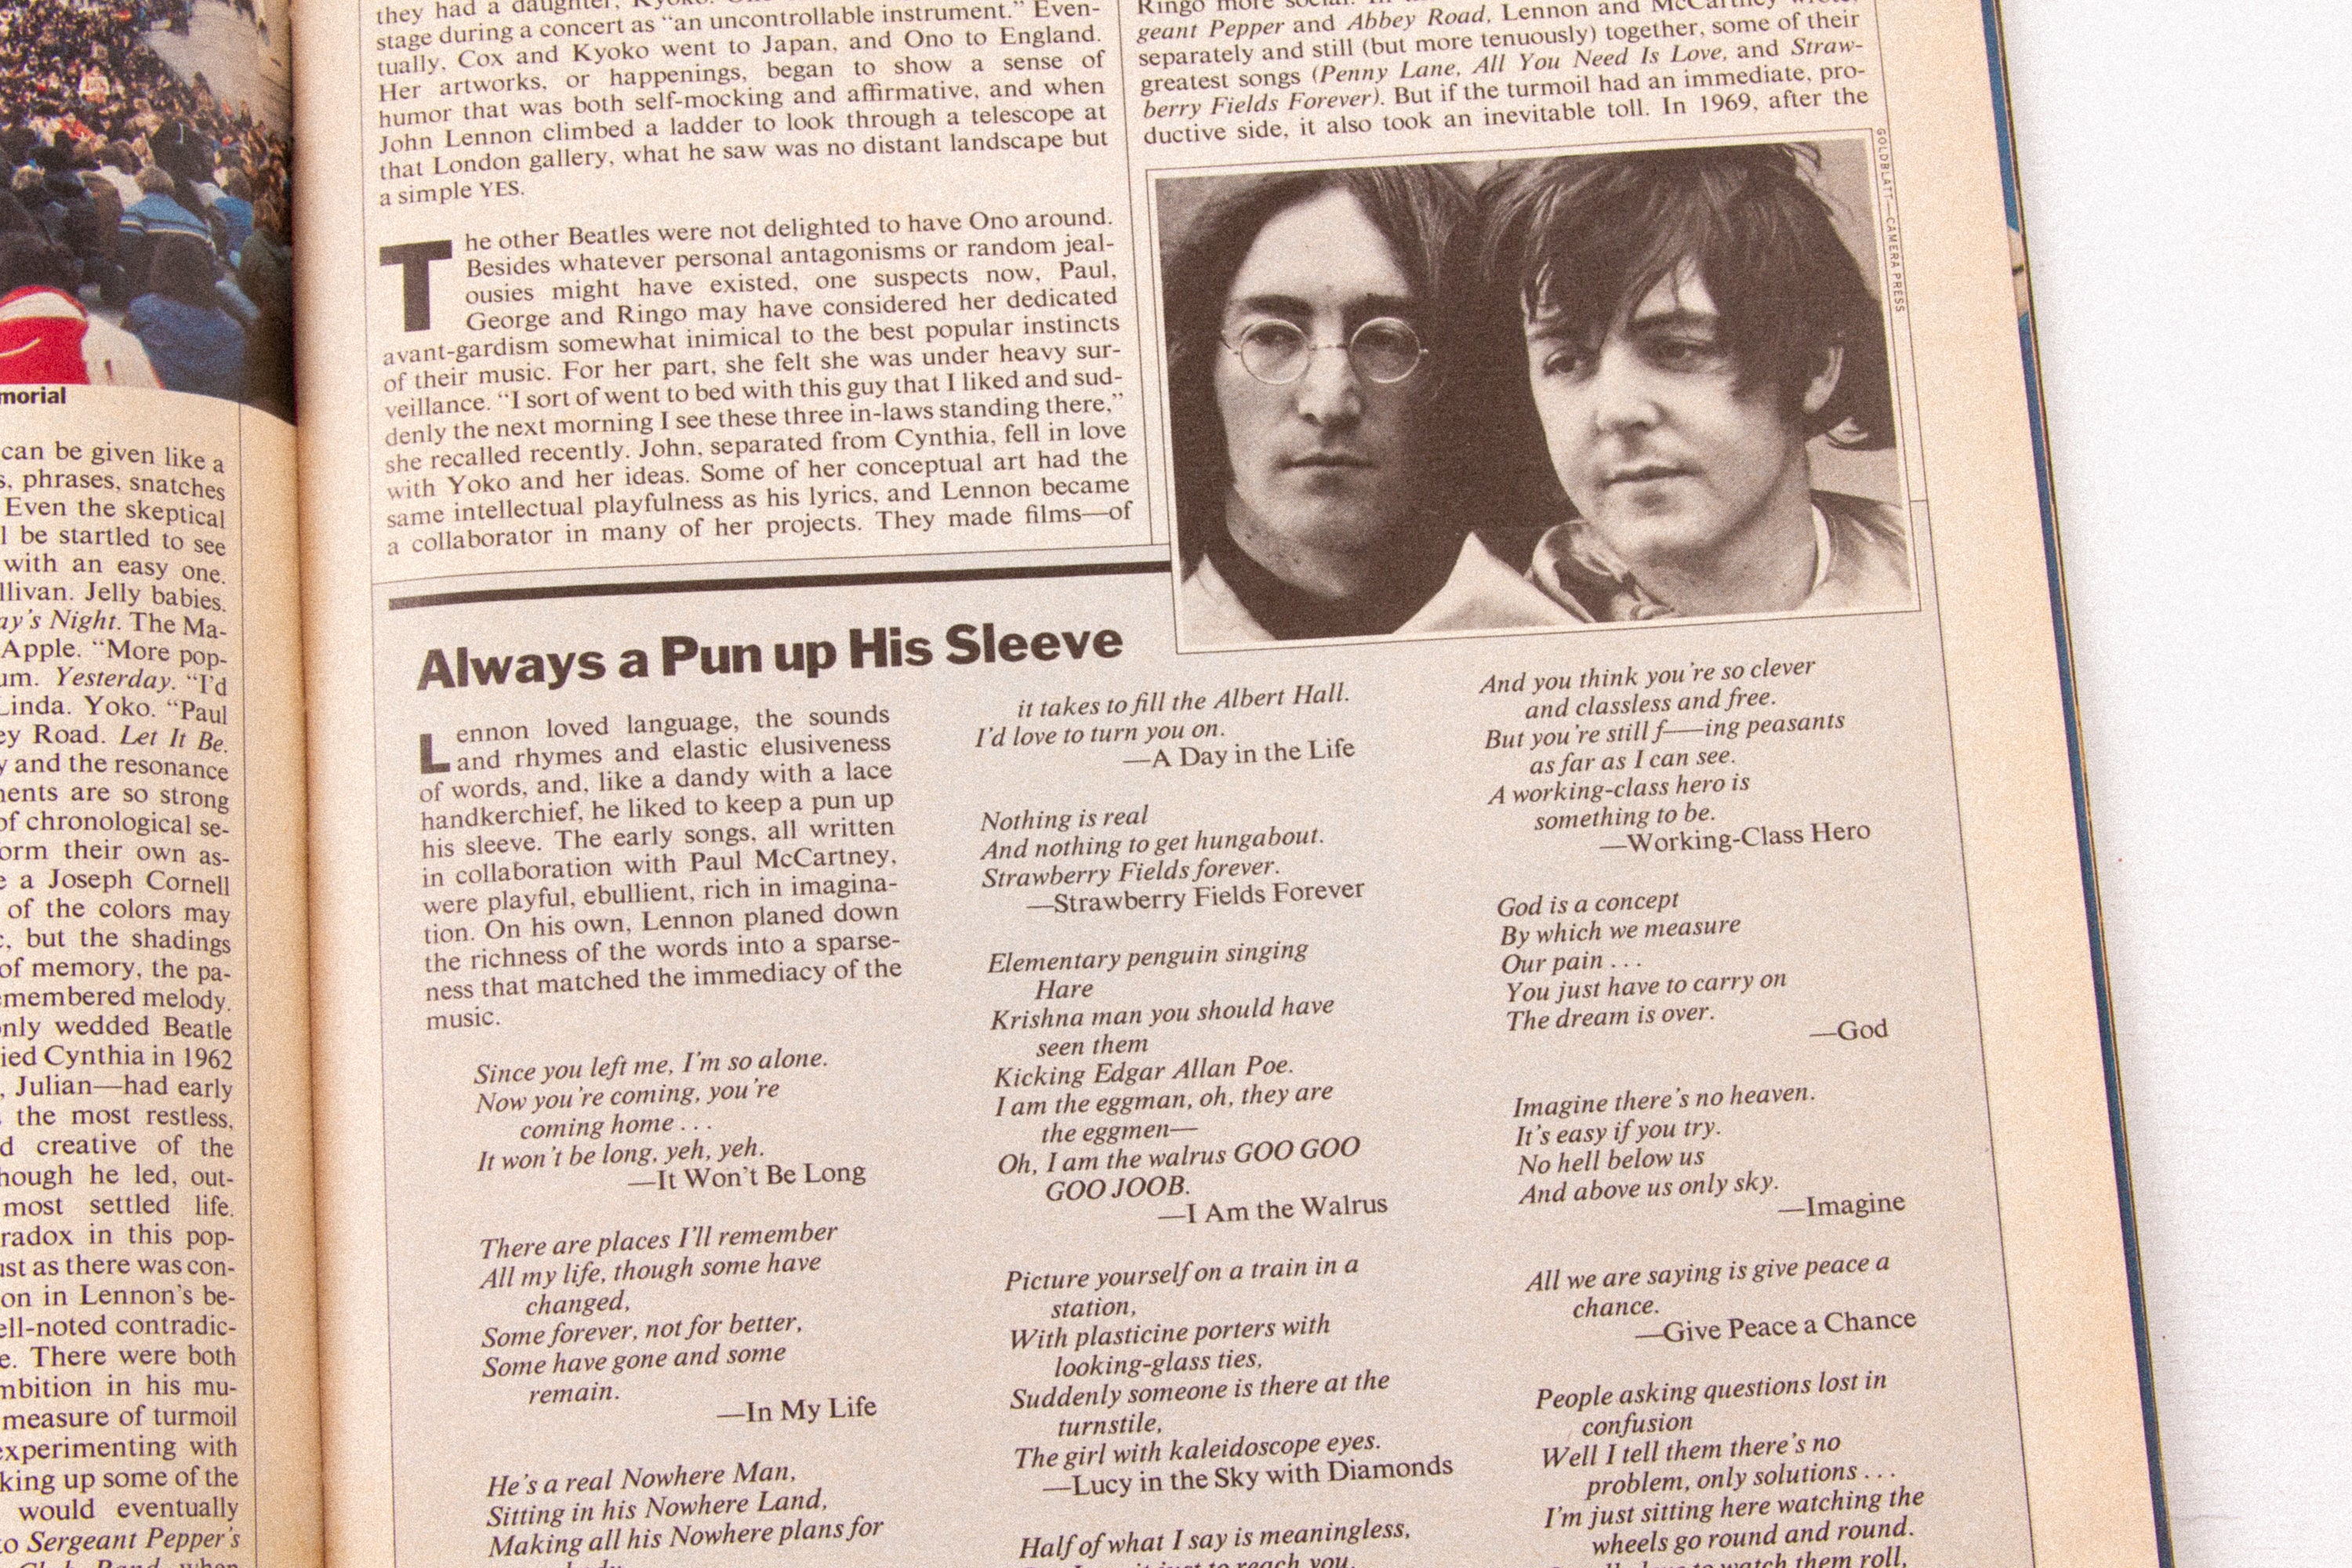 morial
can be given like a
s, phrases, snatches
Even the skeptical
l be startled to see
with an easy one.
llivan. Jelly babies.
ay's Night. The Ma-
Apple. "More pop-
um. Yesterday. "I'd
Linda. Yoko. "Paul
ey Road. Let It Be.
y and the resonance
ments are so strong
of chronological se-
orm their own as-
e a Joseph Cornell
of the colors may
c, but the shadings
of memory, the pa-
emembered melody.
only wedded Beatle
ied Cynthia in 1962
, Julian—had early
s the most restless,
d creative of the
hough he led, out-
most settled life.
radox in this pop-
ust as there was con-
on in Lennon's be-
ell-noted contradic-
e. There were both
mbition in his mu-
measure of turmoil
experimenting with
king up some of the
would eventually
to Sergeant Pepper's
they had a daughter, Kyoko.
stage during a concert as "an uncontrollable instrument." Even-
tually, Cox and Kyoko went to Japan, and Ono to England.
Her artworks, or happenings, began to show a sense of
humor that was both self-mocking and affirmative, and when
John Lennon climbed a ladder to look through a telescope at
that London gallery, what he saw was no distant landscape but
a simple YES.
The other Beatles were not delighted to have Ono around.
Besides whatever personal antagonisms or random jeal-
ousies might have existed, one suspects now, Paul,
George and Ringo may have considered her dedicated
avant-gardism somewhat inimical to the best popular instincts
of their music. For her part, she felt she was under heavy sur-
veillance. "I sort of went to bed with this guy that I liked and sud-
denly the next morning I see these three in-laws standing there,"
she recalled recently. John, separated from Cynthia, fell in love
with Yoko and her ideas. Some of her conceptual art had the
same intellectual playfulness as his lyrics, and Lennon became
a collaborator in many of her projects. They made films—of
Ringo more social.
geant Pepper and Abbey Road, Lennon and McCartney wrote,
separately and still (but more tenuously) together, some of their
greatest songs (Penny Lane, All You Need Is Love, and Straw-
berry Fields Forever). But if the turmoil had an immediate, pro-
ductive side, it also took an inevitable toll. In 1969, after the
GOLDBLATT—CAMERA PRESS
Always a Pun up His Sleeve
Lennon loved language, the sounds
and rhymes and elastic elusiveness
of words, and, like a dandy with a lace
handkerchief, he liked to keep a pun up
his sleeve. The early songs, all written
in collaboration with Paul McCartney,
were playful, ebullient, rich in imagina-
tion. On his own, Lennon planed down
the richness of the words into a sparse-
ness that matched the immediacy of the
music.
Since you left me, I'm so alone.
Now you're coming, you're
coming home . . .
It won't be long, yeh, yeh.
—It Won't Be Long
There are places I'll remember
All my life, though some have
changed,
Some forever, not for better,
Some have gone and some
remain.
—In My Life
He's a real Nowhere Man,
Sitting in his Nowhere Land,
Making all his Nowhere plans for
it takes to fill the Albert Hall.
I'd love to turn you on.
—A Day in the Life
Nothing is real
And nothing to get hungabout.
Strawberry Fields forever.
—Strawberry Fields Forever
Elementary penguin singing
Hare
Krishna man you should have
seen them
Kicking Edgar Allan Poe.
I am the eggman, oh, they are
the eggmen—
Oh, I am the walrus GOO GOO
GOO JOOB.
—I Am the Walrus
Picture yourself on a train in a
station,
With plasticine porters with
looking-glass ties,
Suddenly someone is there at the
turnstile,
The girl with kaleidoscope eyes.
—Lucy in the Sky with Diamonds
Half of what I say is meaningless,
just to reach you,
And you think you're so clever
and classless and free.
But you're still f——ing peasants
as far as I can see.
A working-class hero is
something to be.
—Working-Class Hero
God is a concept
By which we measure
Our pain . . .
You just have to carry on
The dream is over.
—God
Imagine there's no heaven.
It's easy if you try.
No hell below us
And above us only sky.
—Imagine
All we are saying is give peace a
chance.
—Give Peace a Chance
People asking questions lost in
confusion
Well I tell them there's no
problem, only solutions . . .
I'm just sitting here watching the
wheels go round and round.
to watch them roll,